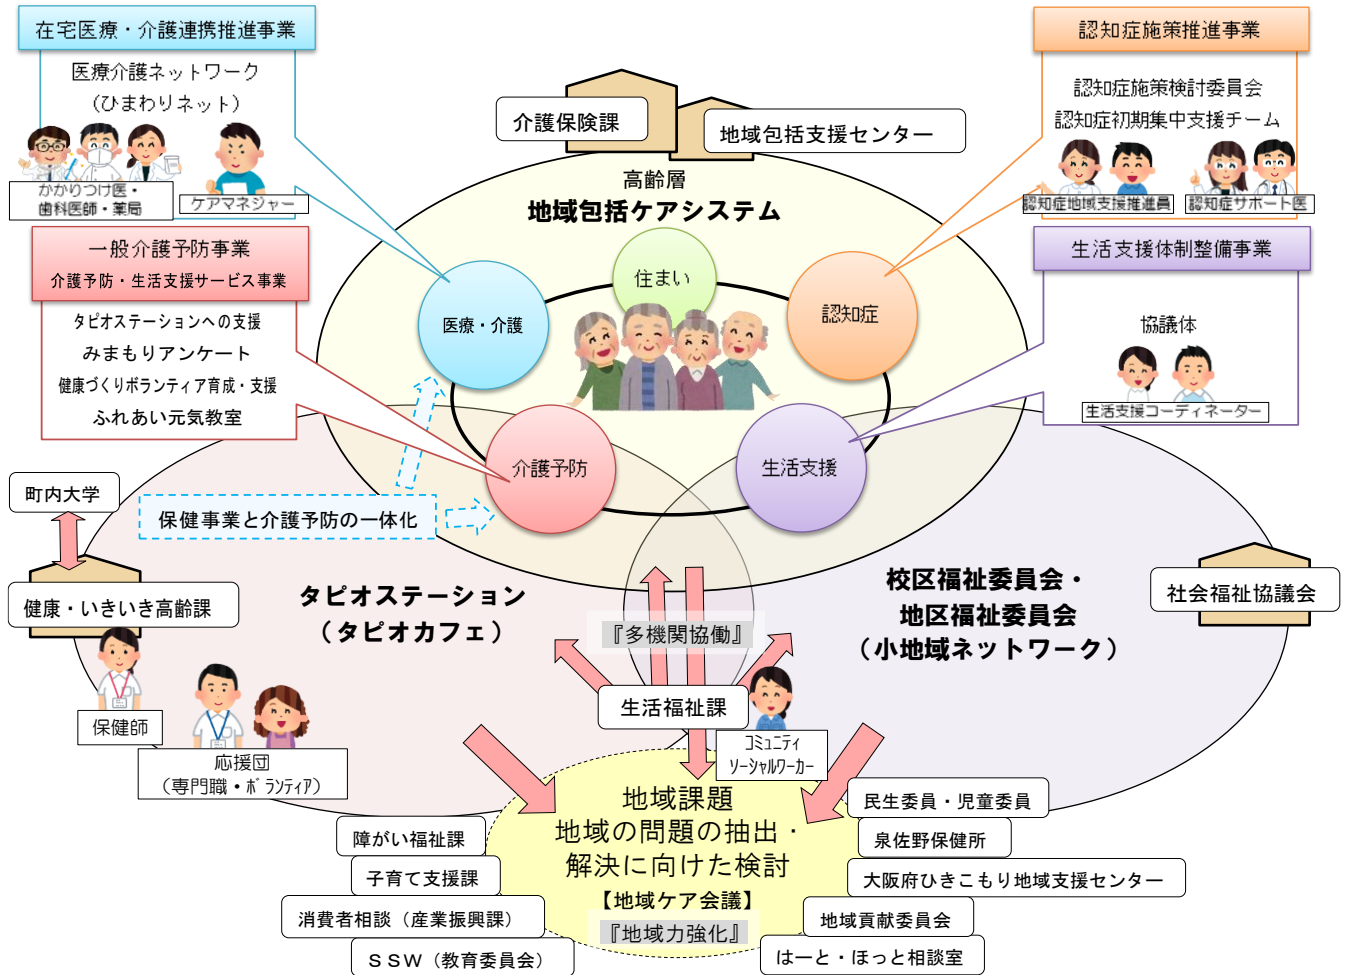 在宅医療・介護連携推進事業
医療介護ネットワーク
（ひまわりネット）
かかりつけ医・
歯科医師・薬局
ケアマネジャー
一般介護予防事業
介護予防・生活支援サービス事業
タピオステーションへの支援
みまもりアンケート
健康づくりボランティア育成・支援
ふれあい元気教室
介護保険課
地域包括支援センター
高齢層
地域包括ケアシステム
住まい
医療・介護
認知症
介護予防
生活支援
認知症施策推進事業
認知症施策検討委員会
認知症初期集中支援チーム
認知症地域支援推進員
認知症サポート医
生活支援体制整備事業
協議体
生活支援コーディネーター
町内大学
保健事業と介護予防の一体化
健康・いきいき高齢課
保健師
応援団
（専門職・ボランティア）
タピオステーション
（タピオカフェ）
校区福祉委員会・
地区福祉委員会
（小地域ネットワーク）
社会福祉協議会
『多機関協働』
生活福祉課
コミュニティ
ソーシャルワーカー
地域課題
地域の問題の抽出・
解決に向けた検討
【地域ケア会議】
『地域力強化』
障がい福祉課
子育て支援課
消費者相談（産業振興課）
ＳＳＷ（教育委員会）
民生委員・児童委員
泉佐野保健所
大阪府ひきこもり地域支援センター
地域貢献委員会
はーと・ほっと相談室